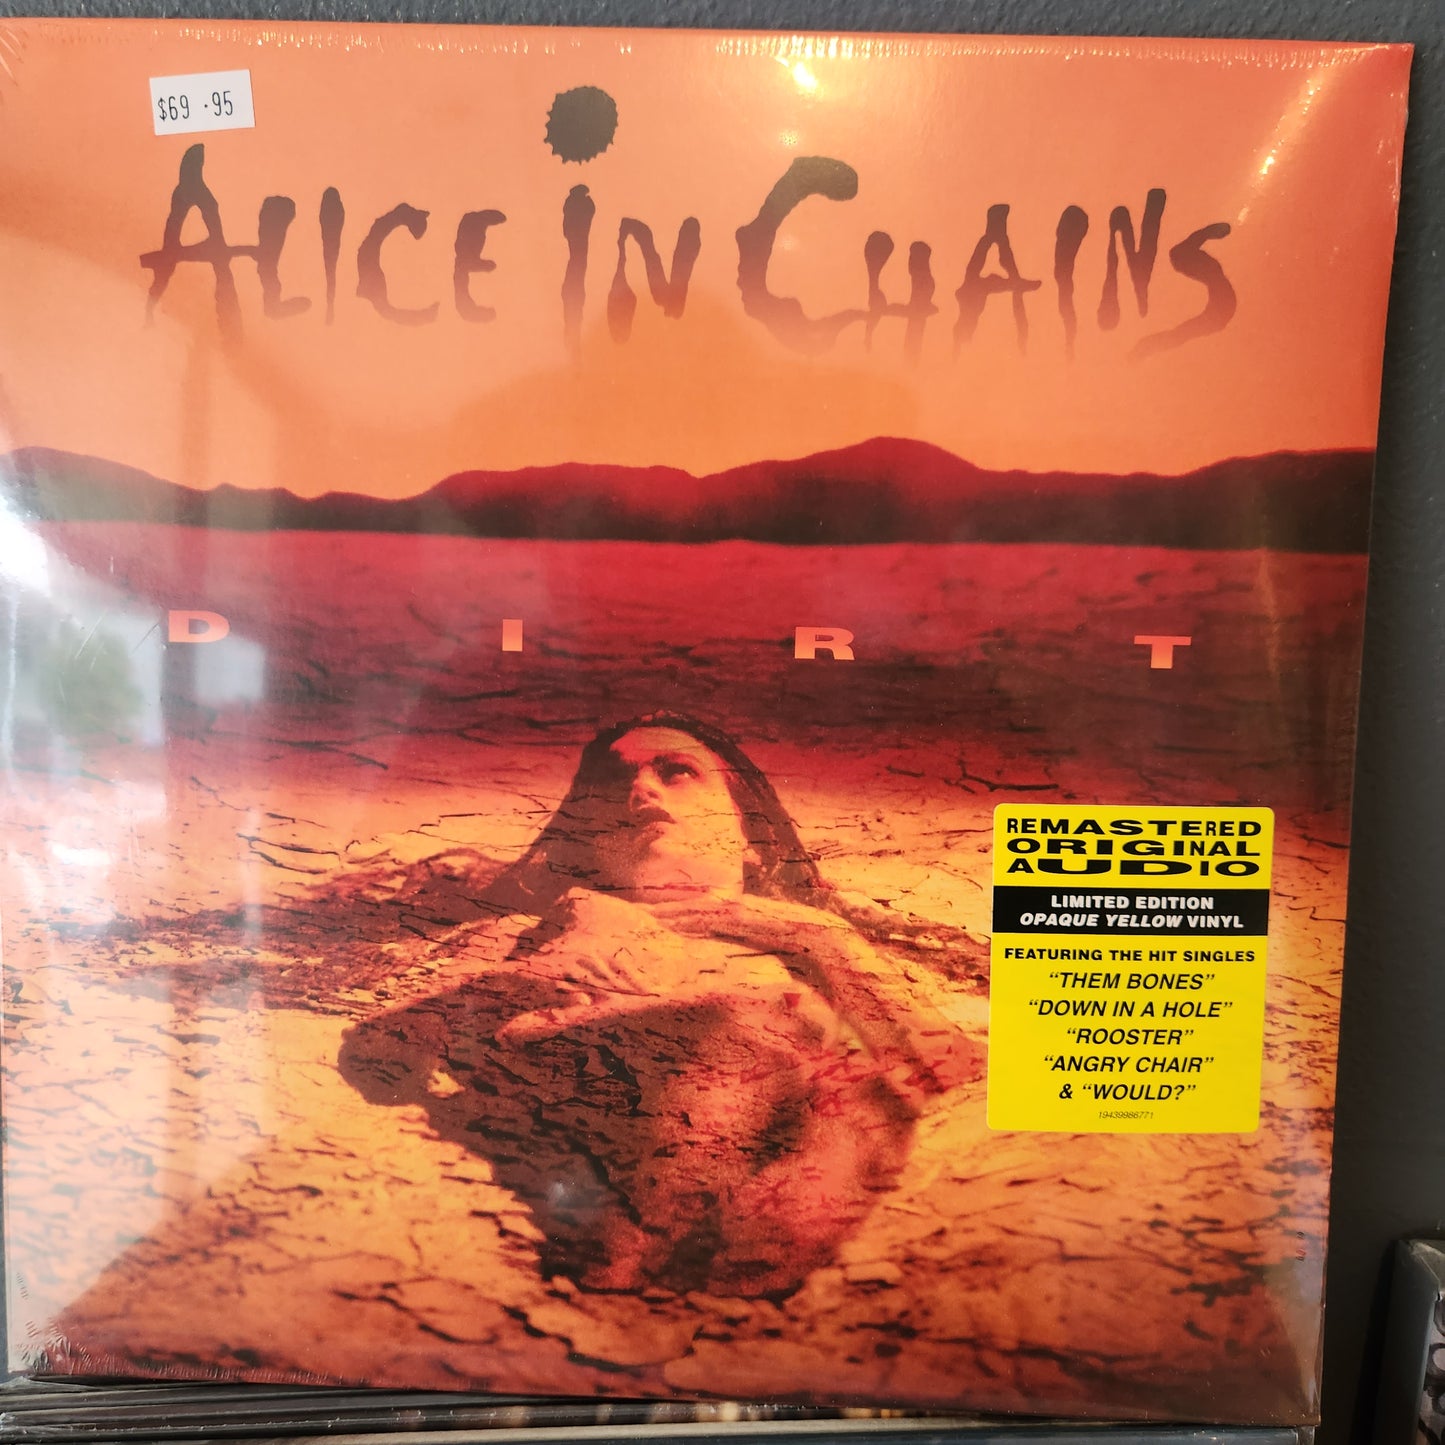 $69.95
ALICE IN CHAINS
DIRT
REMASTERED
ORIGINAL
AUDIO
LIMITED EDITION
OPAQUE YELLOW VINYL
FEATURING THE HIT SINGLES
“THEM BONES”
“DOWN IN A HOLE”
“ROOSTER”
“ANGRY CHAIR”
& “WOULD?”
19439986771